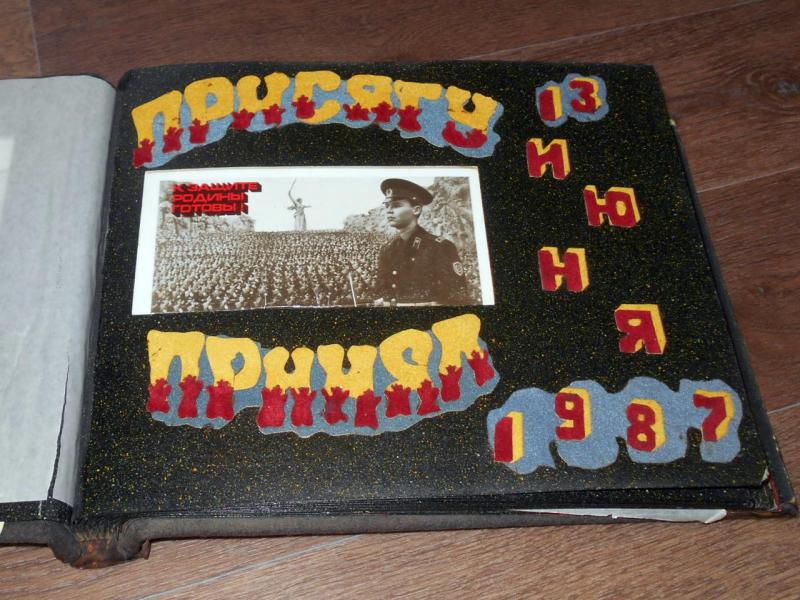 ПРИСЯГУ
К ЗАЩИТЕ
РОДИНЫ
ГОТОВЫ!
ПРИНЯЛ
13
ИЮНЯ
1987